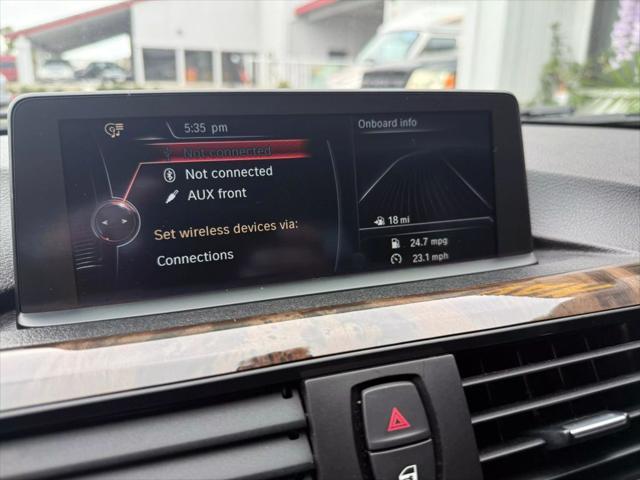 5:35 pm
Onboard info
Not connected
Not connected
AUX front
Set wireless devices via:
Connections
18 mi
24.7 mpg
23.1 mph